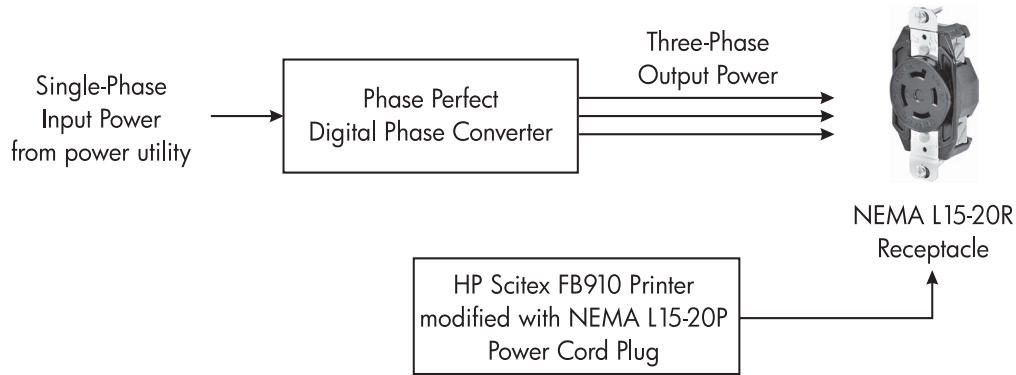 Single-Phase
Input Power
from power utility
Phase Perfect
Digital Phase Converter
Three-Phase
Output Power
NEMA L15-20R
Receptacle
HP Scitex FB910 Printer
modified with NEMA L15-20P
Power Cord Plug